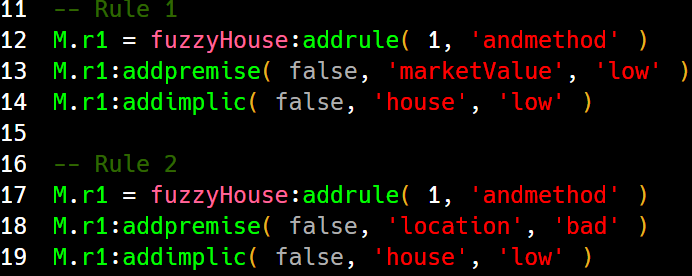 11 -- Rule 1
12 M.r1 = fuzzyHouse:addrule( 1, 'andmethod' )
13 M.r1:addpremise( false, 'marketValue', 'low' )
14 M.r1:addimplic( false, 'house', 'low' )
15
16 -- Rule 2
17 M.r1 = fuzzyHouse:addrule( 1, 'andmethod' )
18 M.r1:addpremise( false, 'location', 'bad' )
19 M.r1:addimplic( false, 'house', 'low' )